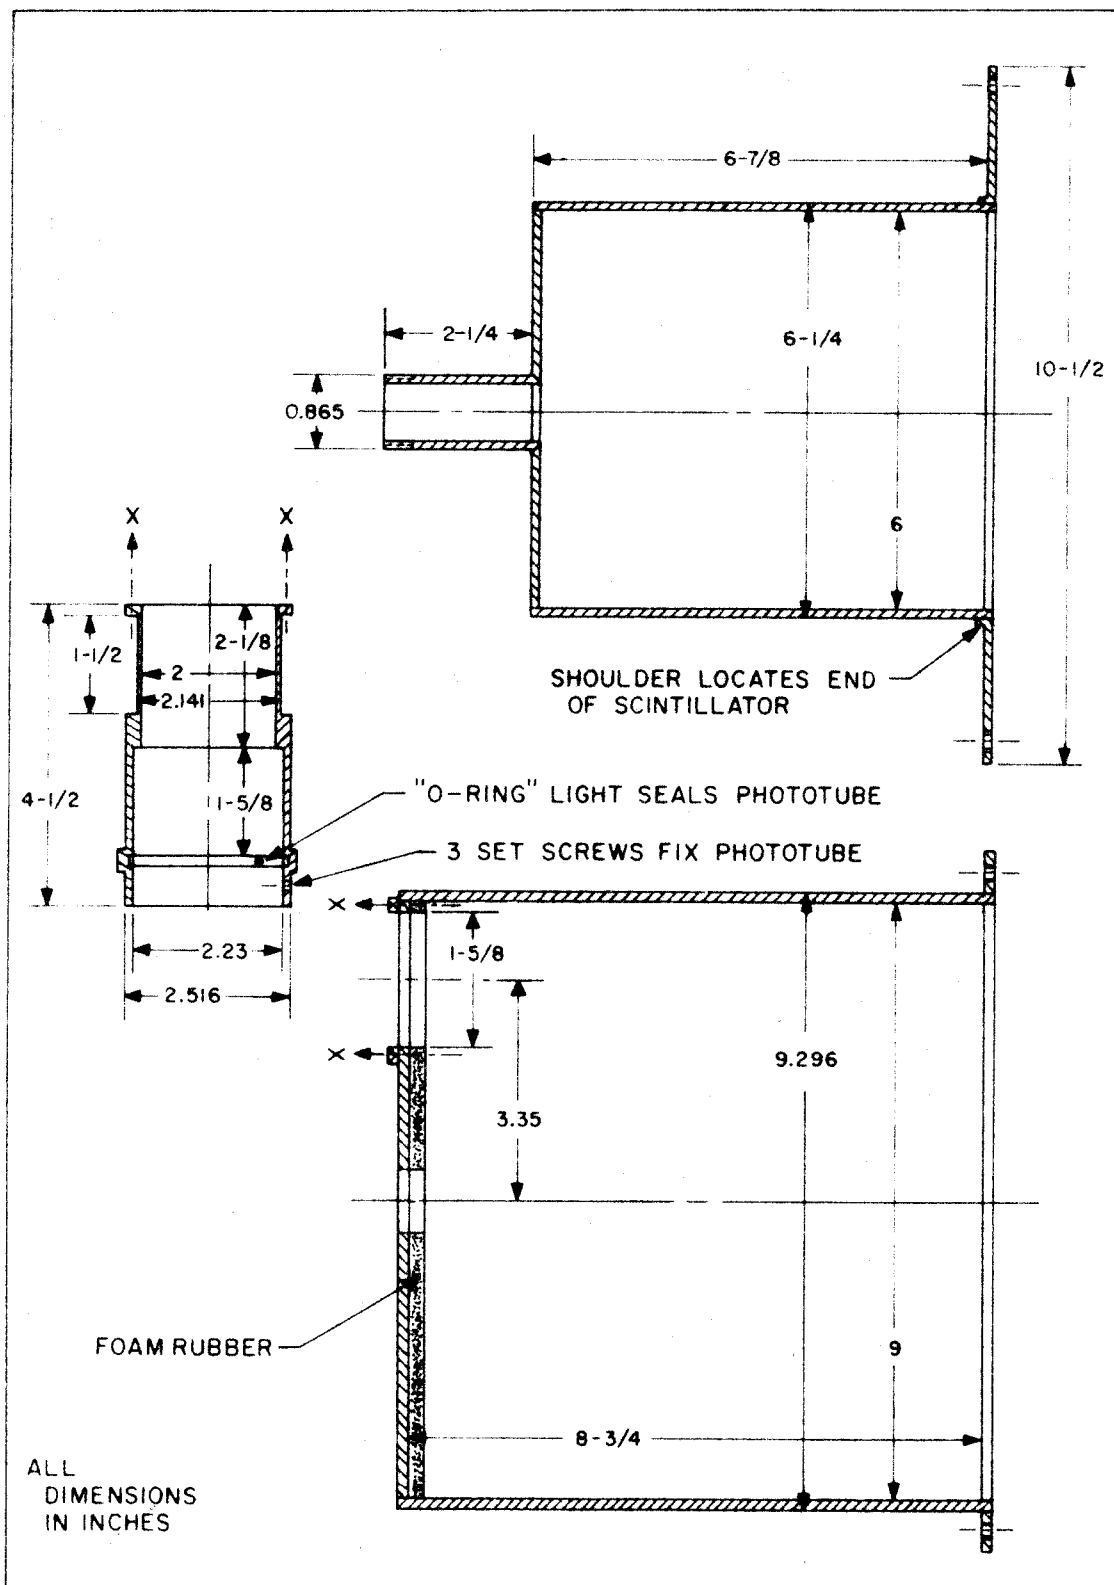 6-7/8
2-1/4
6-1/4
10-1/2
0.865
6
X X
2-1/8
1-1/2
2
2.141
SHOULDER LOCATES END
OF SCINTILLATOR
4-1/2
1-5/8
"O-RING" LIGHT SEALS PHOTOTUBE
3 SET SCREWS FIX PHOTOTUBE
X
1-5/8
2.23
2.516
X
9.296
3.35
FOAM RUBBER
9
8-3/4
ALL
DIMENSIONS
IN INCHES